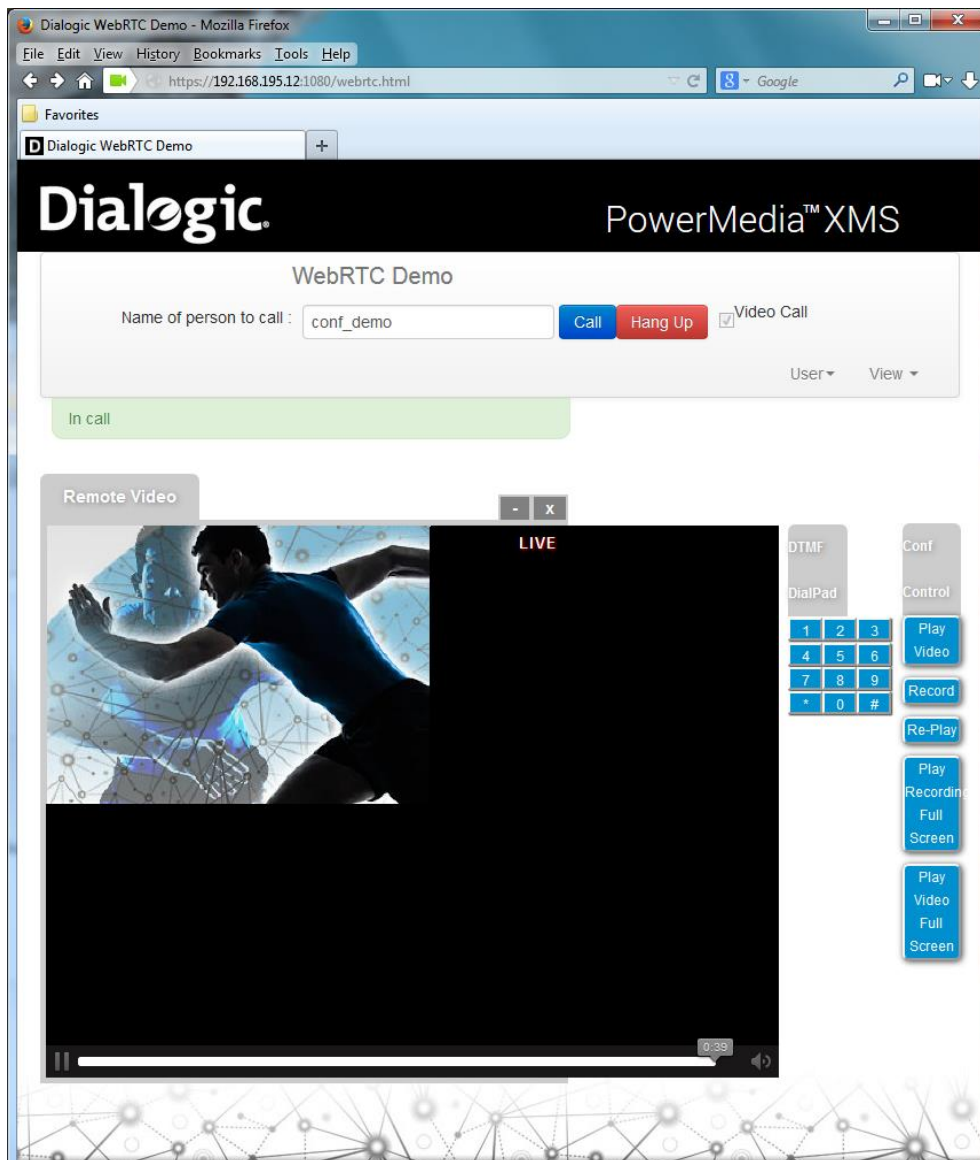 Dialogic WebRTC Demo - Mozilla Firefox
File Edit View History Bookmarks Tools Help
https://192.168.195.12:1080/webrtc.html
8 Google
Favorites
D Dialogic WebRTC Demo +
Dialogic.
PowerMedia™ XMS
WebRTC Demo
Name of person to call : conf_demo Call Hang Up Video Call
User View
In call
Remote Video
- x
LIVE
DTMF
DialPad
1 2 3
4 5 6
7 8 9
* 0 #
Conf
Control
Play
Video
Record
Re-Play
Play
Recording
Full
Screen
Play
Video
Full
Screen
0:39